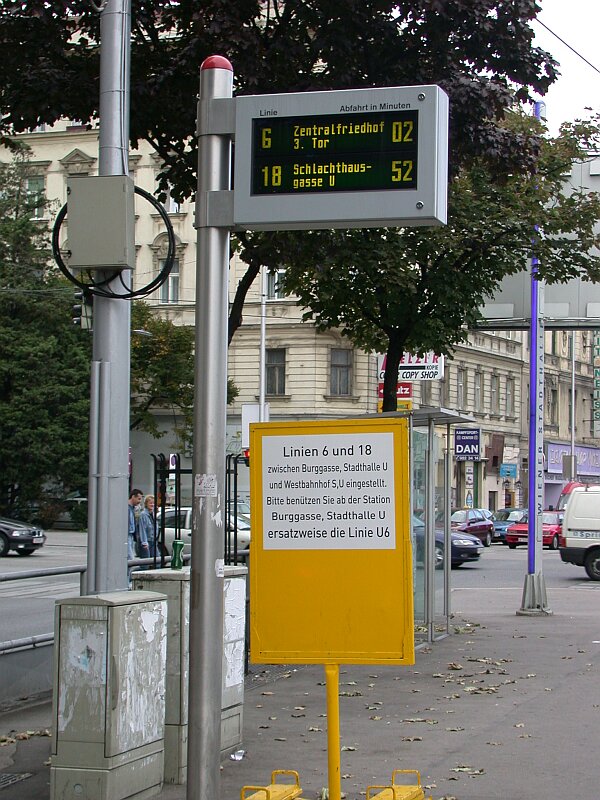 Linie
Abfahrt in Minuten
6 Zentralfriedhof 02
3. Tor
18 Schlachthaus- 52
gasse U
Linien 6 und 18
zwischen Burggasse, Stadthalle U
und Westbahnhof S,U eingestellt.
Bitte benützen Sie ab der Station
Burggasse, Stadthalle U
ersatzweise die Linie U6
COPY SHOP
DAN
WIENER STADT